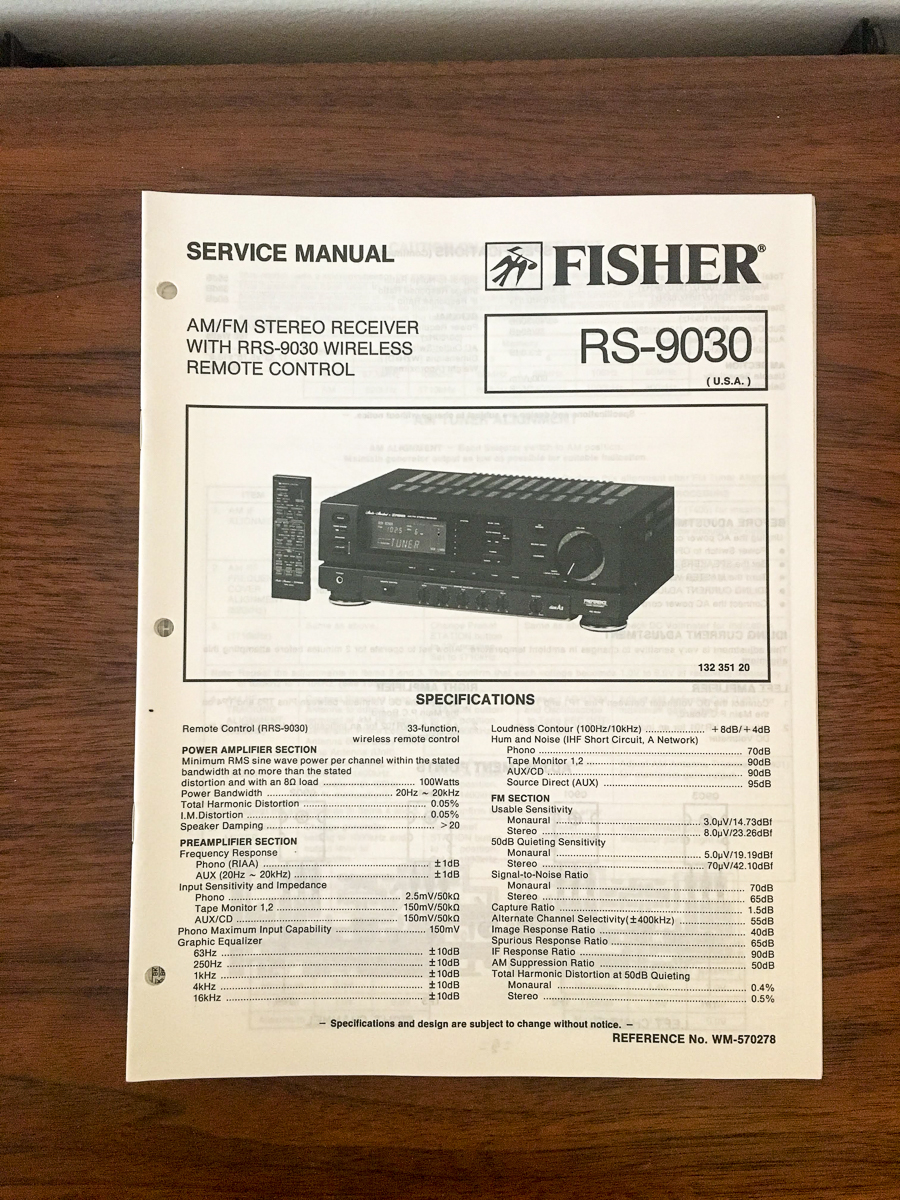 SERVICE MANUAL
FISHER®
AM/FM STEREO RECEIVER
WITH RRS-9030 WIRELESS
REMOTE CONTROL
RS-9030
( U.S.A. )
TUNER
132 351 20
SPECIFICATIONS
Remote Control (RRS-9030) 33-function,
wireless remote control
POWER AMPLIFIER SECTION
Minimum RMS sine wave power per channel within the stated
bandwidth at no more than the stated
distortion and with an 8Ω load ........ 100Watts
Power Bandwidth ........ 20Hz ~ 20kHz
Total Harmonic Distortion ........ 0.05%
I.M.Distortion ........ 0.05%
Speaker Damping ........ >20
PREAMPLIFIER SECTION
Frequency Response
Phono (RIAA) ........ ±1dB
AUX (20Hz ~ 20kHz) ........ ±1dB
Input Sensitivity and Impedance
Phono ........ 2.5mV/50kΩ
Tape Monitor 1,2 ........ 150mV/50kΩ
AUX/CD ........ 150mV/50kΩ
Phono Maximum Input Capability ........ 150mV
Graphic Equalizer
63Hz ........ ±10dB
250Hz ........ ±10dB
1kHz ........ ±10dB
4kHz ........ ±10dB
16kHz ........ ±10dB
Loudness Contour (100Hz/10kHz) ........ +8dB/+4dB
Hum and Noise (IHF Short Circuit, A Network)
Phono ........ 70dB
Tape Monitor 1,2 ........ 90dB
AUX/CD ........ 90dB
Source Direct (AUX) ........ 95dB
FM SECTION
Usable Sensitivity
Monaural ........ 3.0μV/14.73dBf
Stereo ........ 8.0μV/23.26dBf
50dB Quieting Sensitivity
Monaural ........ 5.0μV/19.19dBf
Stereo ........ 70μV/42.10dBf
Signal-to-Noise Ratio
Monaural ........ 70dB
Stereo ........ 65dB
Capture Ratio ........ 1.5dB
Alternate Channel Selectivity(±400kHz) ........ 55dB
Image Response Ratio ........ 40dB
Spurious Response Ratio ........ 65dB
IF Response Ratio ........ 90dB
AM Suppression Ratio ........ 50dB
Total Harmonic Distortion at 50dB Quieting
Monaural ........ 0.4%
Stereo ........ 0.5%
– Specifications and design are subject to change without notice. –
REFERENCE No. WM-570278